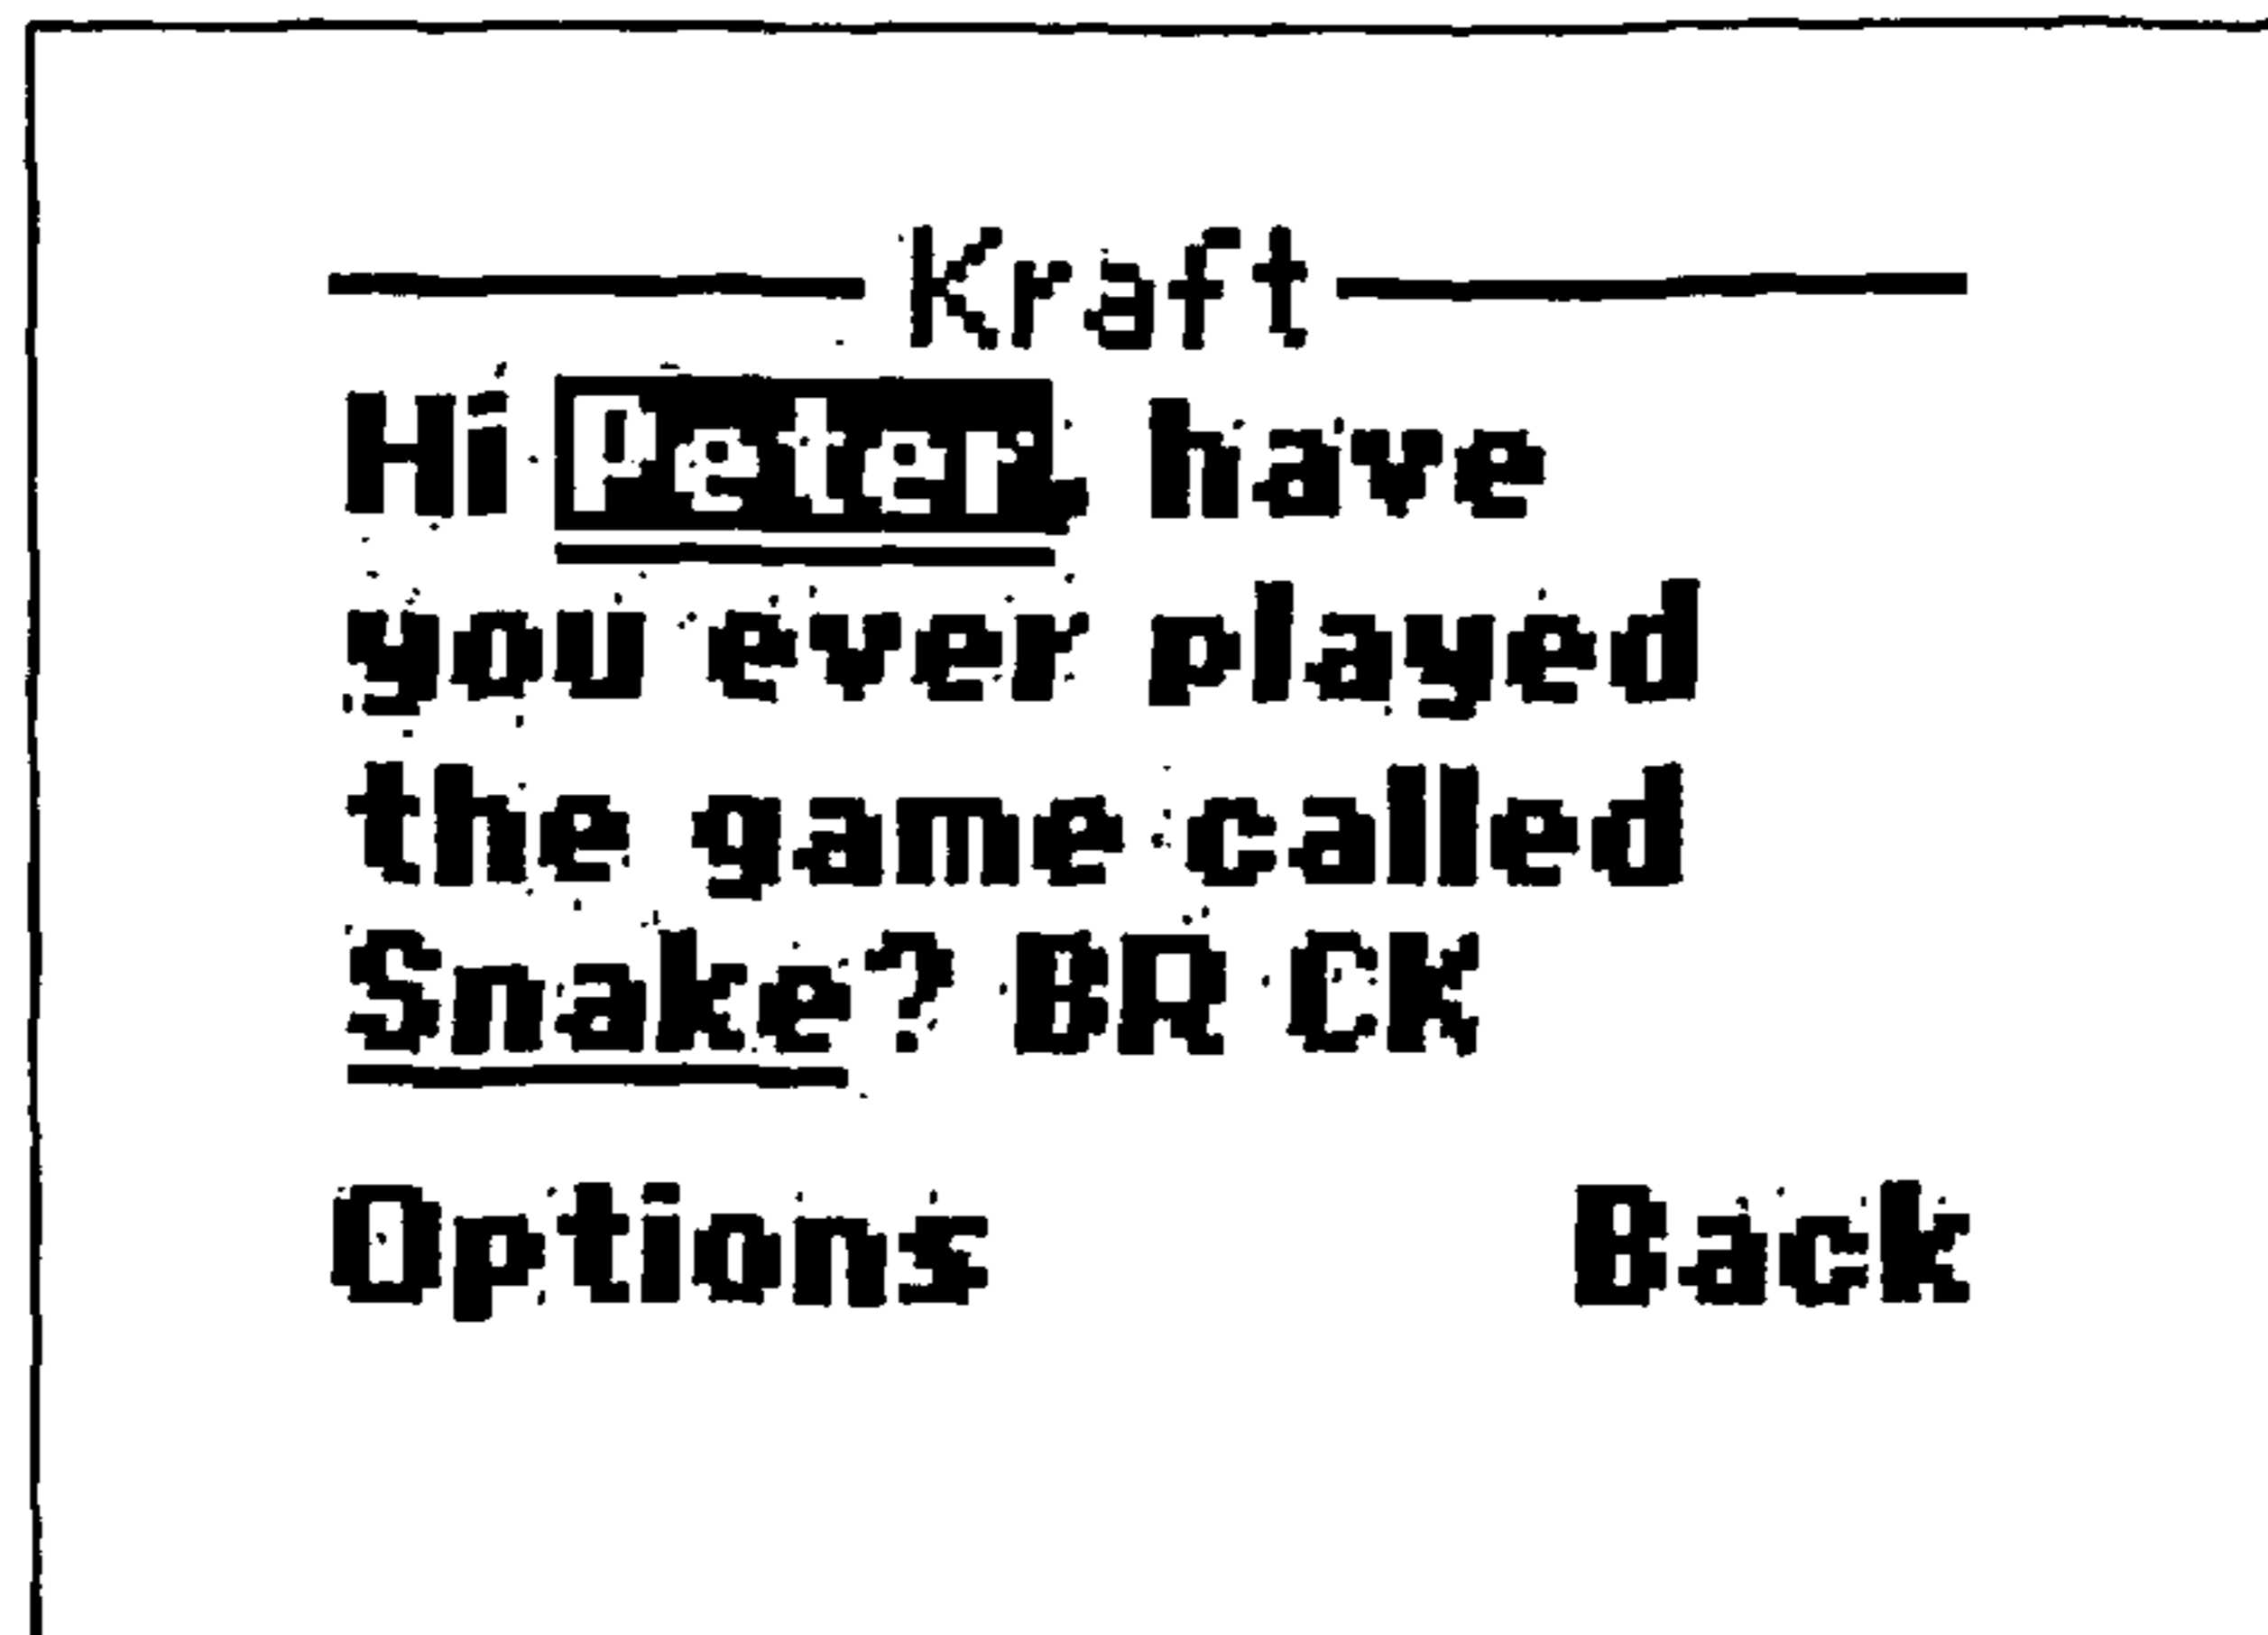 Kraft
Hi Peter, have
you ever played
the game called
Snake? BR CK
Options Back